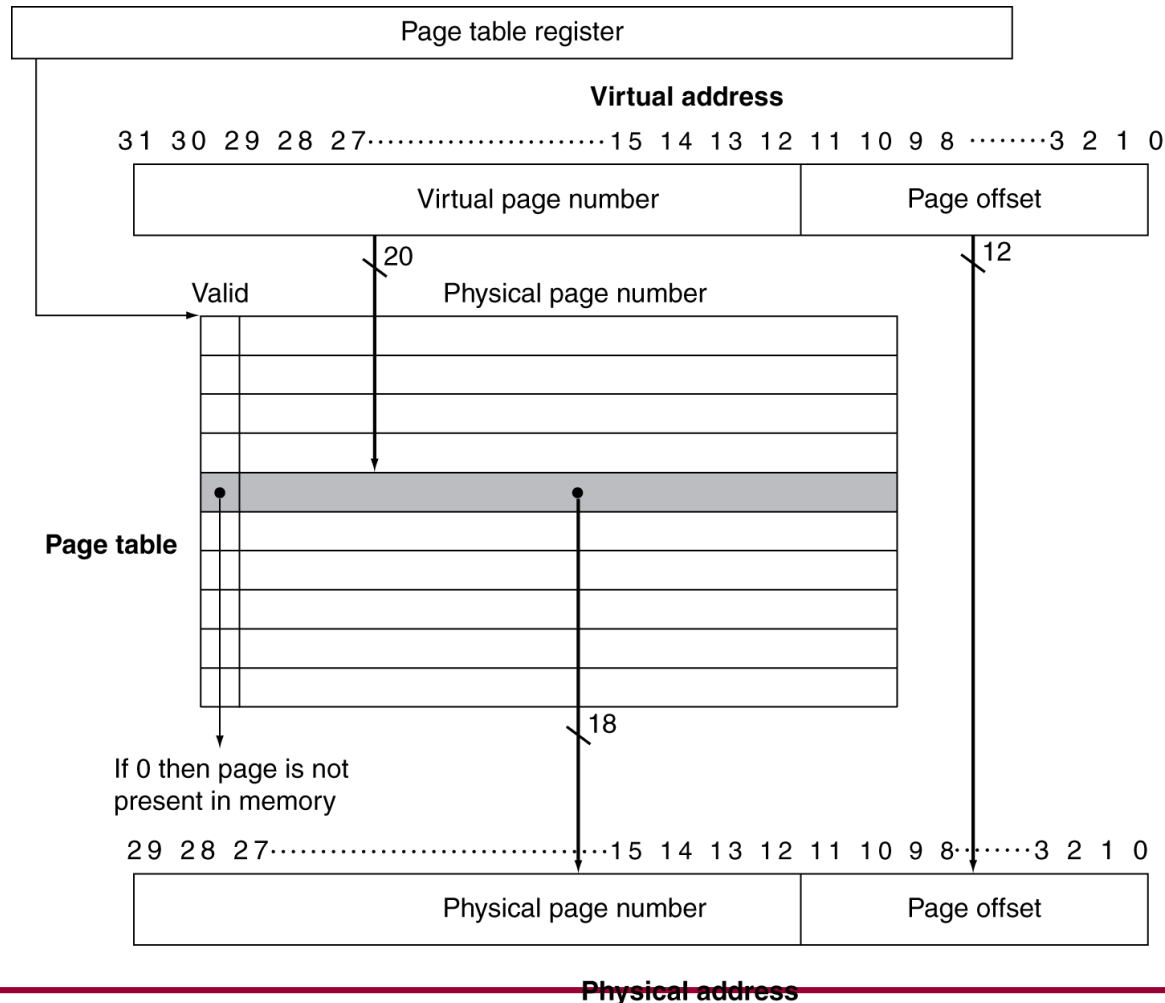 Page table register
Virtual address
31 30 29 28 27·······················15 14 13 12 11 10 9 8 ········3 2 1 0
Virtual page number Page offset
20 12
Valid Physical page number
Page table
18
If 0 then page is not
present in memory
29 28 27·································15 14 13 12 11 10 9 8········3 2 1 0
Physical page number Page offset
Physical address